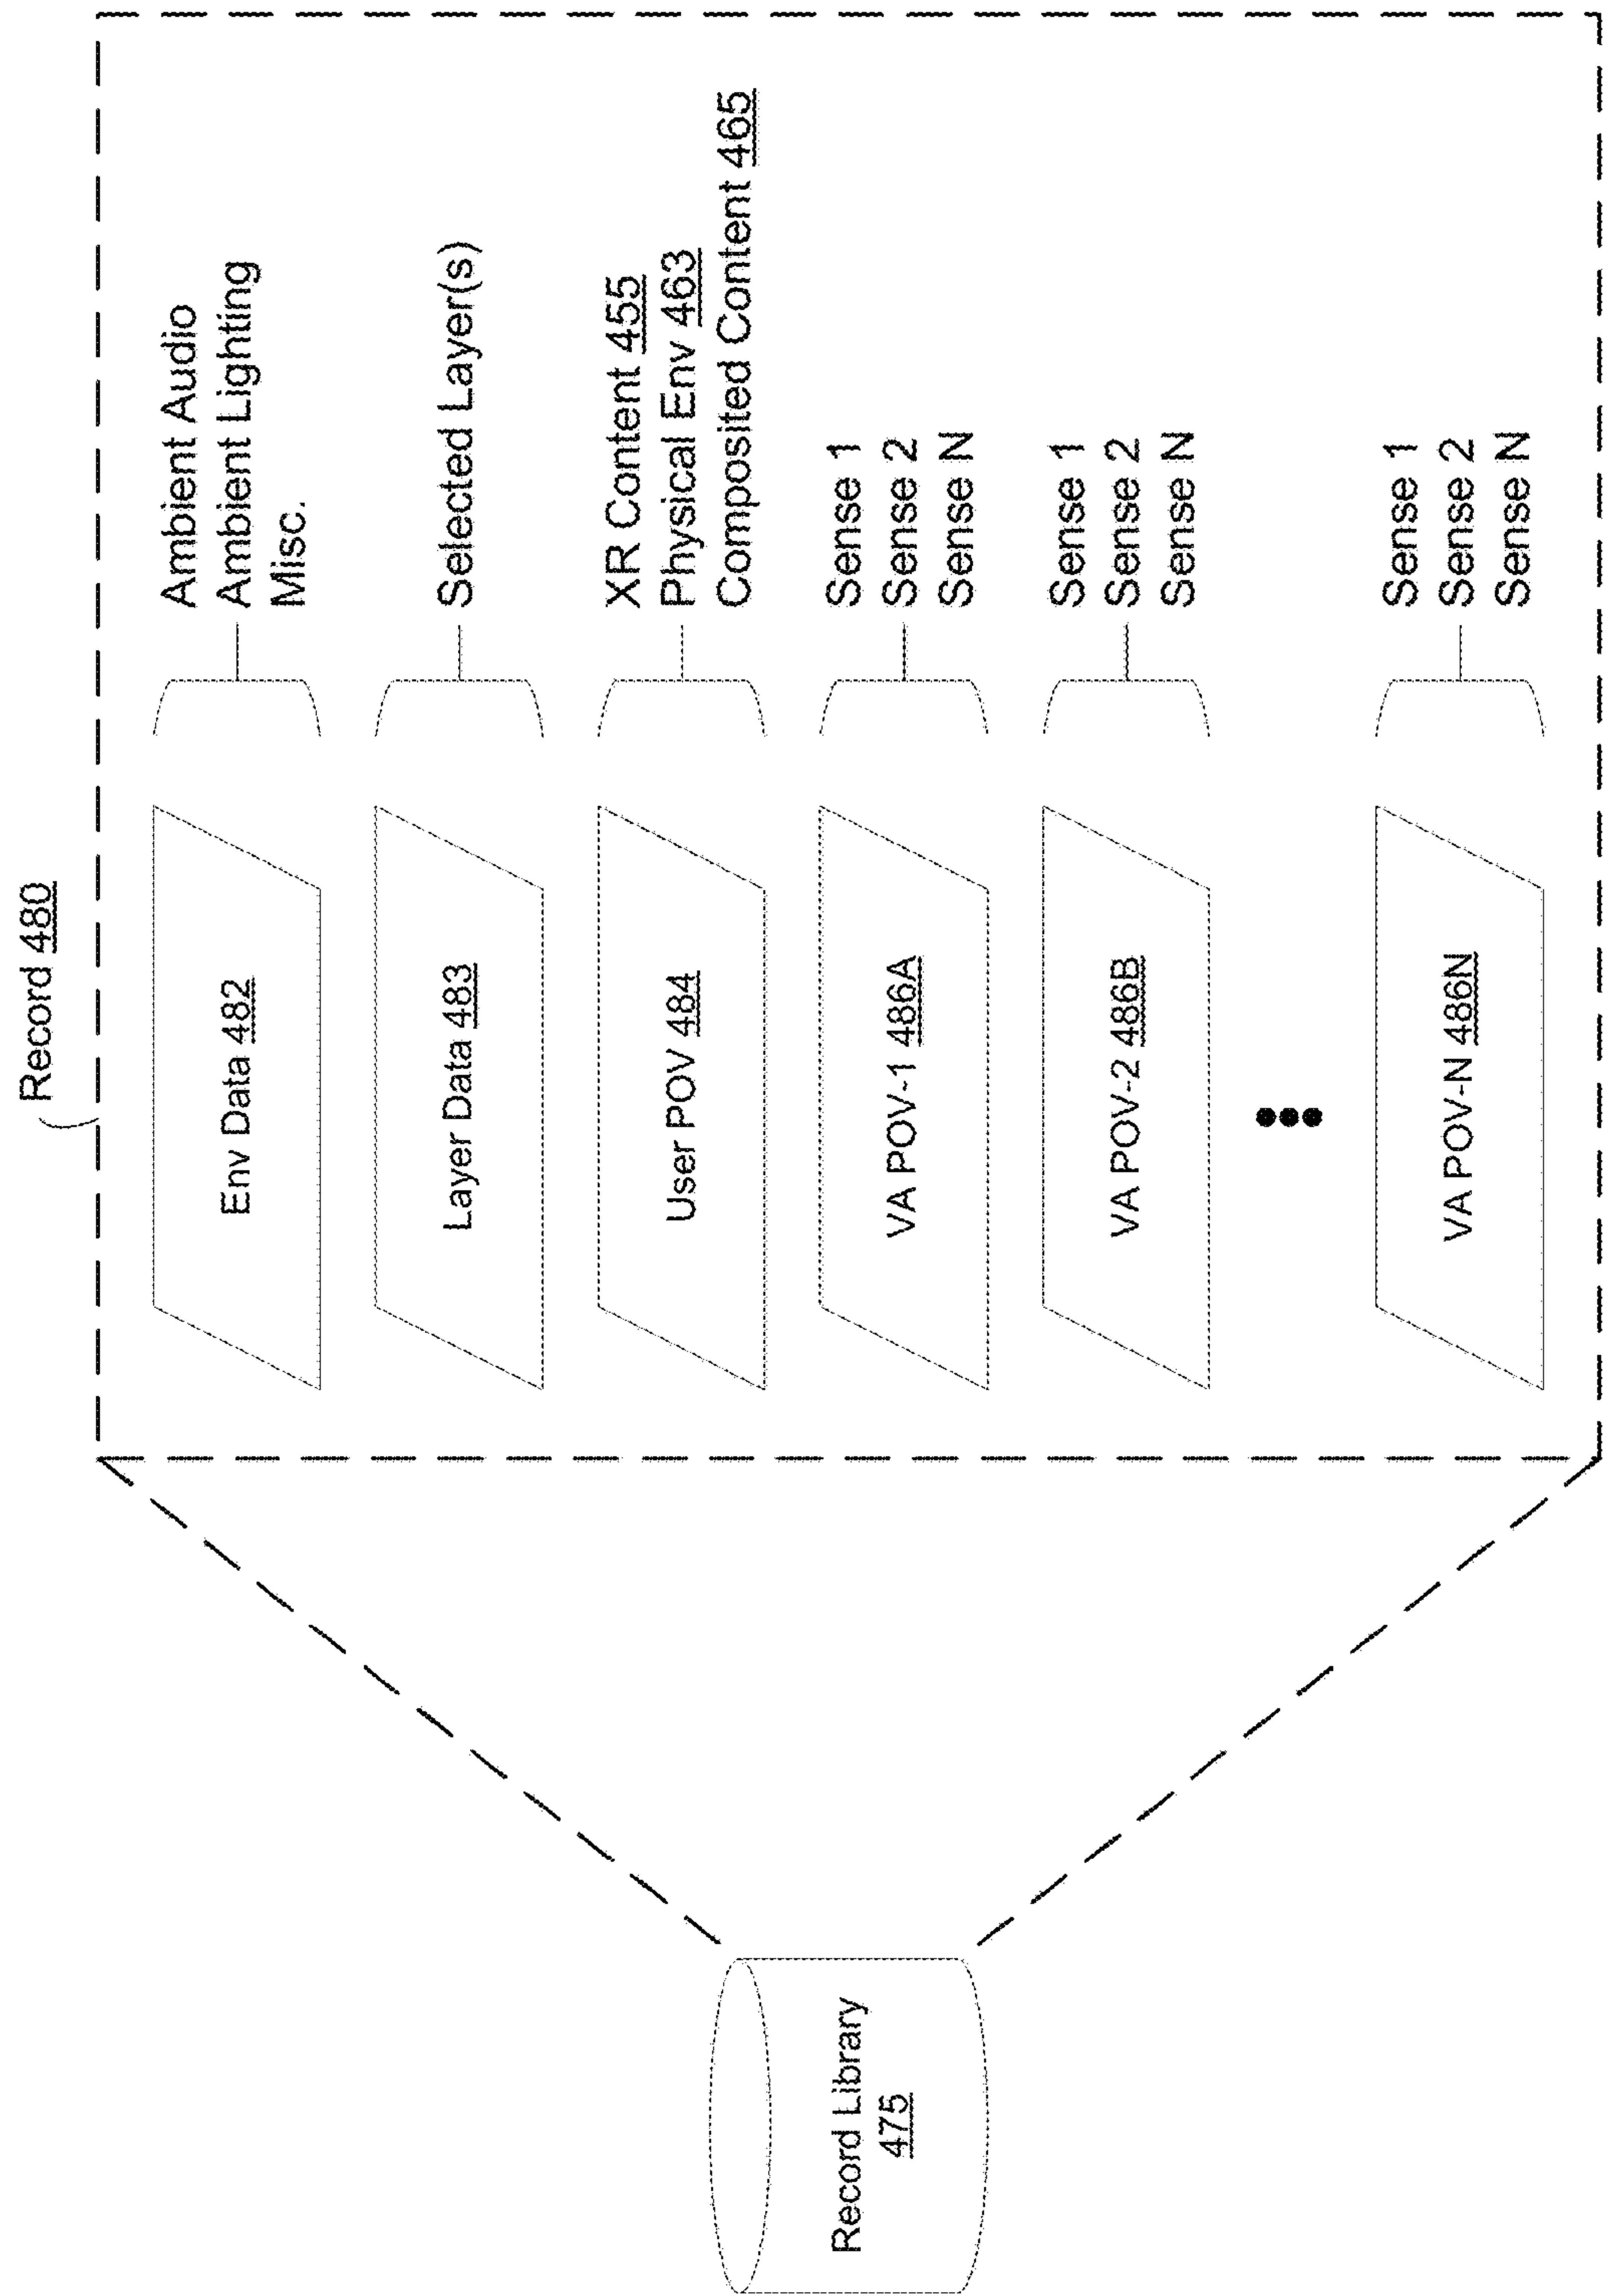 Record 480
Env Data 482
Ambient Audio
Ambient Lighting
Misc.
Layer Data 483
Selected Layer(s)
User POV 484
XR Content 455
Physical Env 463
Composited Content 465
VA POV-1 486A
Sense 1
Sense 2
Sense N
VA POV-2 486B
Sense 1
Sense 2
Sense N
VA POV-N 486N
Sense 1
Sense 2
Sense N
Record Library
475